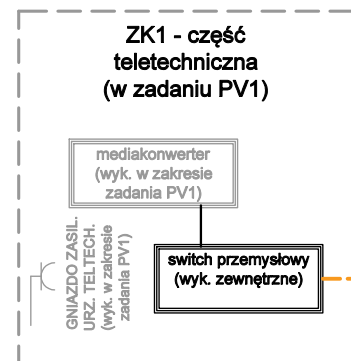 ZK1 - część
teletechniczna
(w zadaniu PV1)
mediakonwerter
(wyk. w zakresie
zadania PV1)
GNIAZDO ZASIL.
URZ. TELTECH.
(wyk. w zakresie
zadania PV1)
switch przemysłowy
(wyk. zewnętrzne)